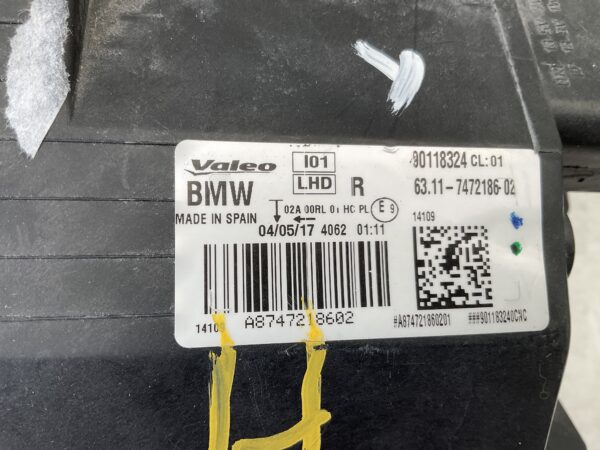 Valeo
BMW
MADE IN SPAIN
I01
LHD
R
90118324 CL:01
63.11-7472186-02
02A 00RL 01 HC PL E9
04/05/17 4062 01:11
14109
A8747218602
14109
#A874721860201
###901183240CNC
H